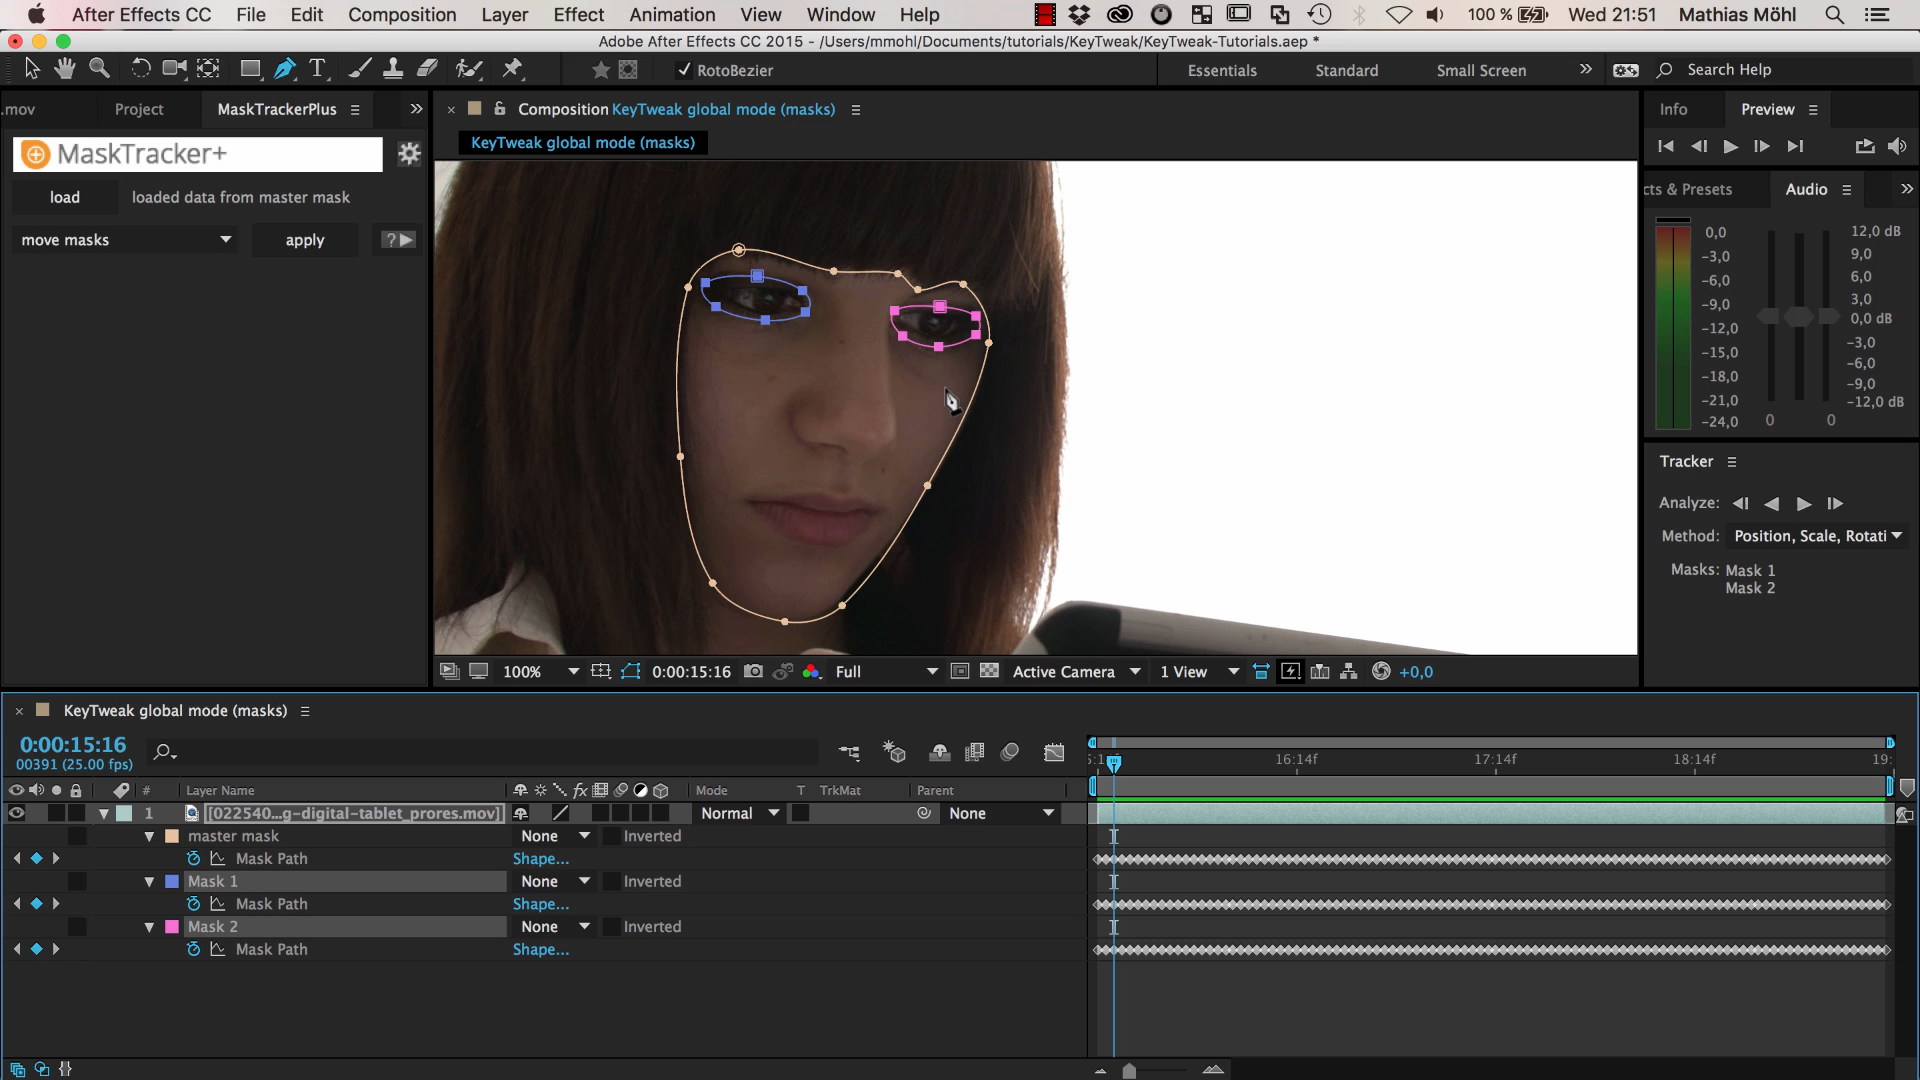 After Effects CC File Edit Composition Layer Effect Animation View Window Help 100 % Wed 21:51 Mathias Möhl
Adobe After Effects CC 2015 - /Users/mmohl/Documents/tutorials/KeyTweak/KeyTweak-Tutorials.aep *
RotoBezier Essentials Standard Small Screen Search Help
.mov Project MaskTrackerPlus
MaskTracker+
load loaded data from master mask
move masks apply ?
Composition KeyTweak global mode (masks)
KeyTweak global mode (masks)
100% 0:00:15:16 Full Active Camera 1 View +0,0
Info Preview
cts & Presets Audio
0,0
-3,0
-6,0
-9,0
-12,0
-15,0
-18,0
-21,0
-24,0
12,0 dB
9,0
6,0
3,0
0,0 dB
-3,0
-6,0
-9,0
-12,0 dB
0 0
Tracker
Analyze:
Method: Position, Scale, Rotati
Masks: Mask 1
Mask 2
KeyTweak global mode (masks)
0:00:15:16
00391 (25.00 fps)
16:14f 17:14f 18:14f 19:
# Layer Name fx Mode T TrkMat Parent
1 [022540...g-digital-tablet_prores.mov] Normal None
master mask None Inverted
Mask Path Shape...
Mask 1 None Inverted
Mask Path Shape...
Mask 2 None Inverted
Mask Path Shape...